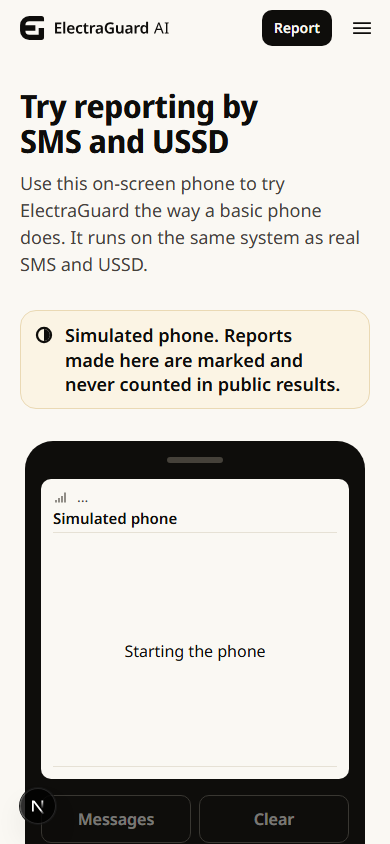 ElectraGuard AI
Report
Try reporting by
SMS and USSD
Use this on-screen phone to try
ElectraGuard the way a basic phone
does. It runs on the same system as real
SMS and USSD.
Simulated phone. Reports
made here are marked and
never counted in public results.
...
Simulated phone
Starting the phone
N
Messages
Clear